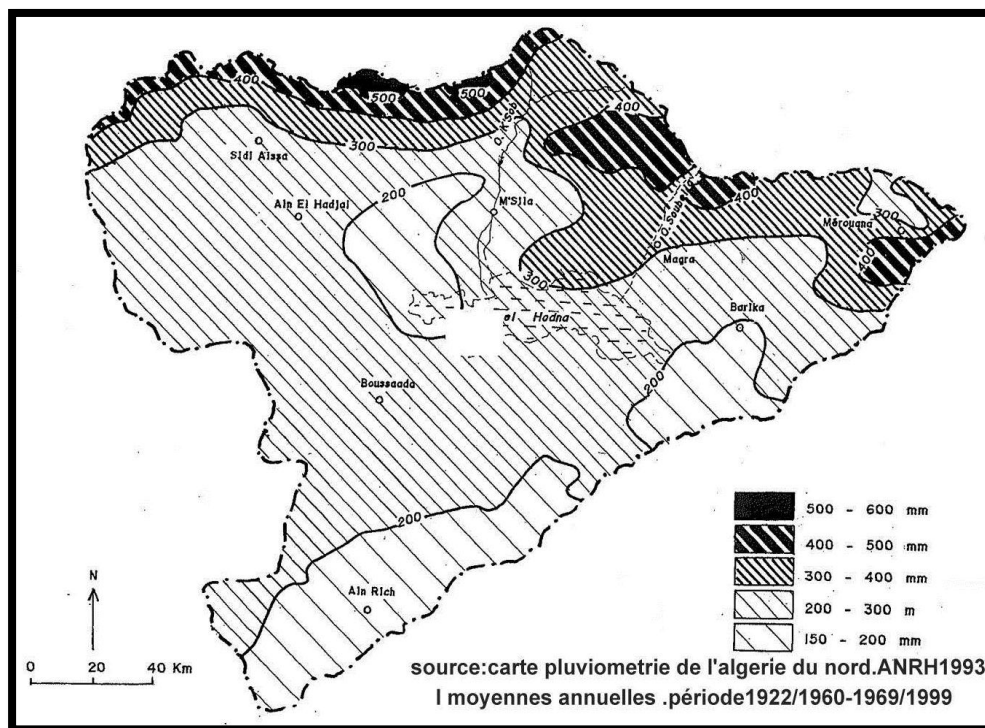 400
500
500
400
O. K'Sob
300
Sidi Aissa
200
Ain El Hadjal
M'Sila
O. Soubella
400
300
Mérouana
400
Magra
300
el Hodna
Barika
200
Boussaada
200
Ain Rich
N
0 20 40 Km
500 - 600 mm
400 - 500 mm
300 - 400 mm
200 - 300 m
150 - 200 mm
source:carte pluviometrie de l'algerie du nord.ANRH1993
l moyennes annuelles .période1922/1960-1969/1999